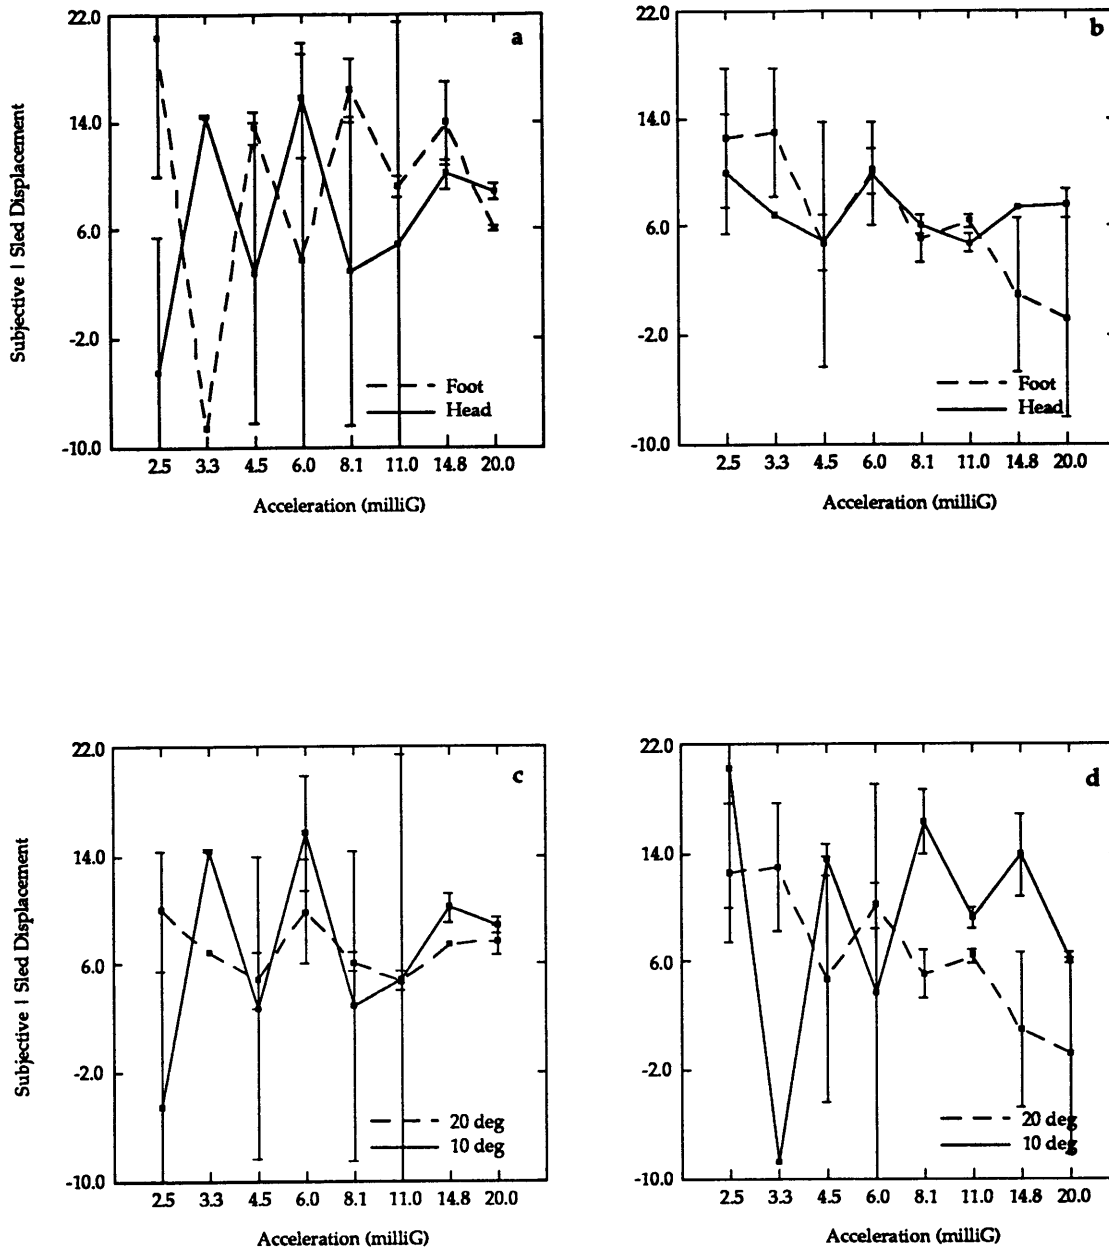 a
22.0
14.0
6.0
-2.0
-10.0
Subjective | Sled Displacement
Foot
Head
2.5 3.3 4.5 6.0 8.1 11.0 14.8 20.0
Acceleration (milliG)
b
22.0
14.0
6.0
-2.0
-10.0
Foot
Head
2.5 3.3 4.5 6.0 8.1 11.0 14.8 20.0
Acceleration (milliG)
c
22.0
14.0
6.0
-2.0
-10.0
Subjective | Sled Displacement
20 deg
10 deg
2.5 3.3 4.5 6.0 8.1 11.0 14.8 20.0
Acceleration (milliG)
d
22.0
14.0
6.0
-2.0
-10.0
20 deg
10 deg
2.5 3.3 4.5 6.0 8.1 11.0 14.8 20.0
Acceleration (milliG)